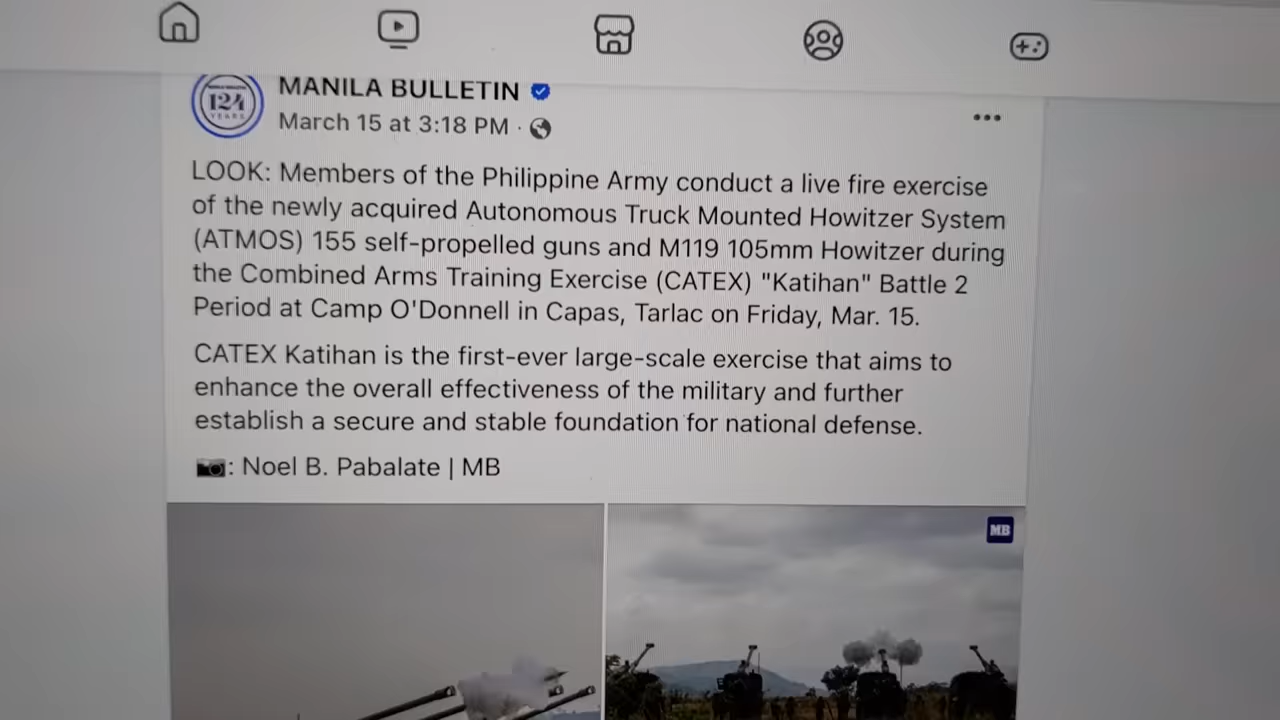 MANILA BULLETIN
124
YEARS
March 15 at 3:18 PM ·
LOOK: Members of the Philippine Army conduct a live fire exercise
of the newly acquired Autonomous Truck Mounted Howitzer System
(ATMOS) 155 self-propelled guns and M119 105mm Howitzer during
the Combined Arms Training Exercise (CATEX) "Katihan" Battle 2
Period at Camp O'Donnell in Capas, Tarlac on Friday, Mar. 15.
CATEX Katihan is the first-ever large-scale exercise that aims to
enhance the overall effectiveness of the military and further
establish a secure and stable foundation for national defense.
📷: Noel B. Pabalate | MB
MB